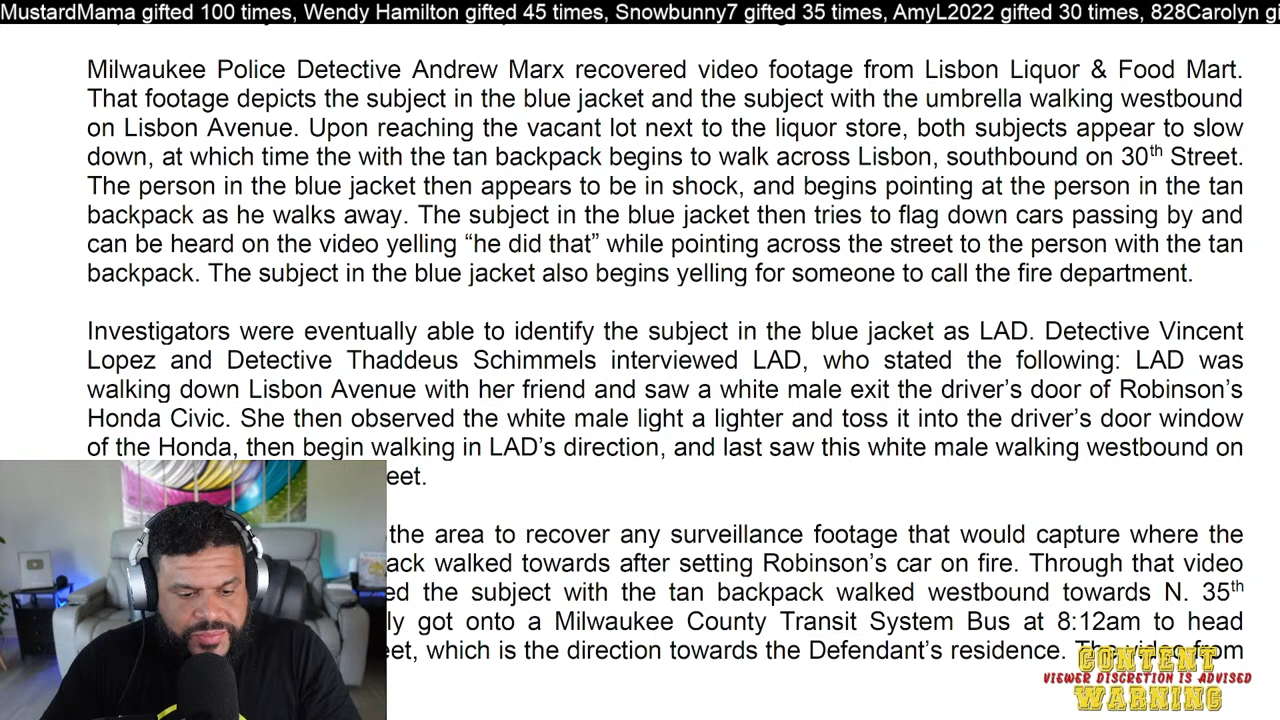 MustardMama gifted 100 times, Wendy Hamilton gifted 45 times, Snowbunny7 gifted 35 times, AmyL2022 gifted 30 times, 828Carolyn gi
Milwaukee Police Detective Andrew Marx recovered video footage from Lisbon Liquor & Food Mart.
That footage depicts the subject in the blue jacket and the subject with the umbrella walking westbound
on Lisbon Avenue. Upon reaching the vacant lot next to the liquor store, both subjects appear to slow
down, at which time the with the tan backpack begins to walk across Lisbon, southbound on 30th Street.
The person in the blue jacket then appears to be in shock, and begins pointing at the person in the tan
backpack as he walks away. The subject in the blue jacket then tries to flag down cars passing by and
can be heard on the video yelling “he did that” while pointing across the street to the person with the tan
backpack. The subject in the blue jacket also begins yelling for someone to call the fire department.
Investigators were eventually able to identify the subject in the blue jacket as LAD. Detective Vincent
Lopez and Detective Thaddeus Schimmels interviewed LAD, who stated the following: LAD was
walking down Lisbon Avenue with her friend and saw a white male exit the driver’s door of Robinson’s
Honda Civic. She then observed the white male light a lighter and toss it into the driver’s door window
of the Honda, then begin walking in LAD’s direction, and last saw this white male walking westbound on
eet.
the area to recover any surveillance footage that would capture where the
ack walked towards after setting Robinson’s car on fire. Through that video
ed the subject with the tan backpack walked westbound towards N. 35th
ly got onto a Milwaukee County Transit System Bus at 8:12am to head
eet, which is the direction towards the Defendant’s residence. The video from
CONTENT
VIEWER DISCRETION IS ADVISED
WARNING